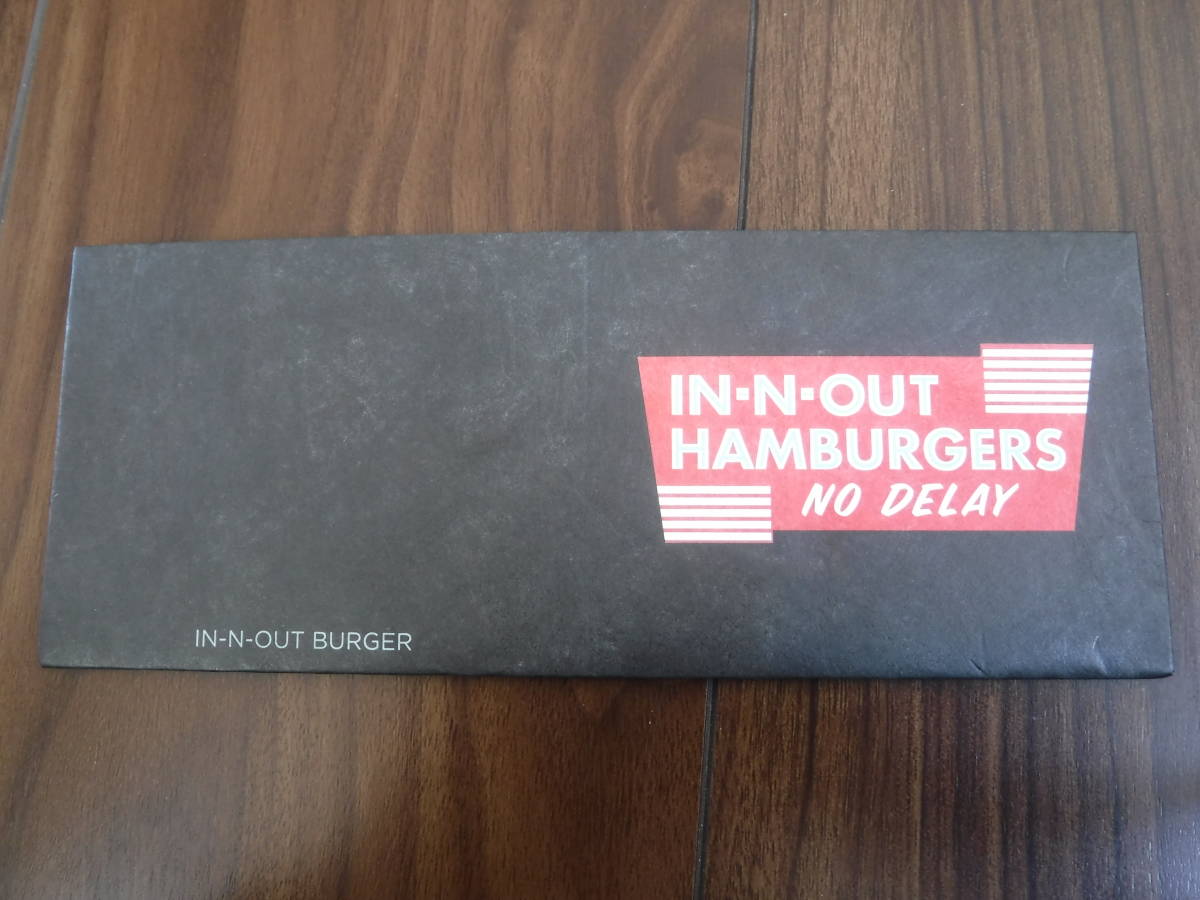 IN-N-OUT
HAMBURGERS
NO DELAY
IN-N-OUT BURGER